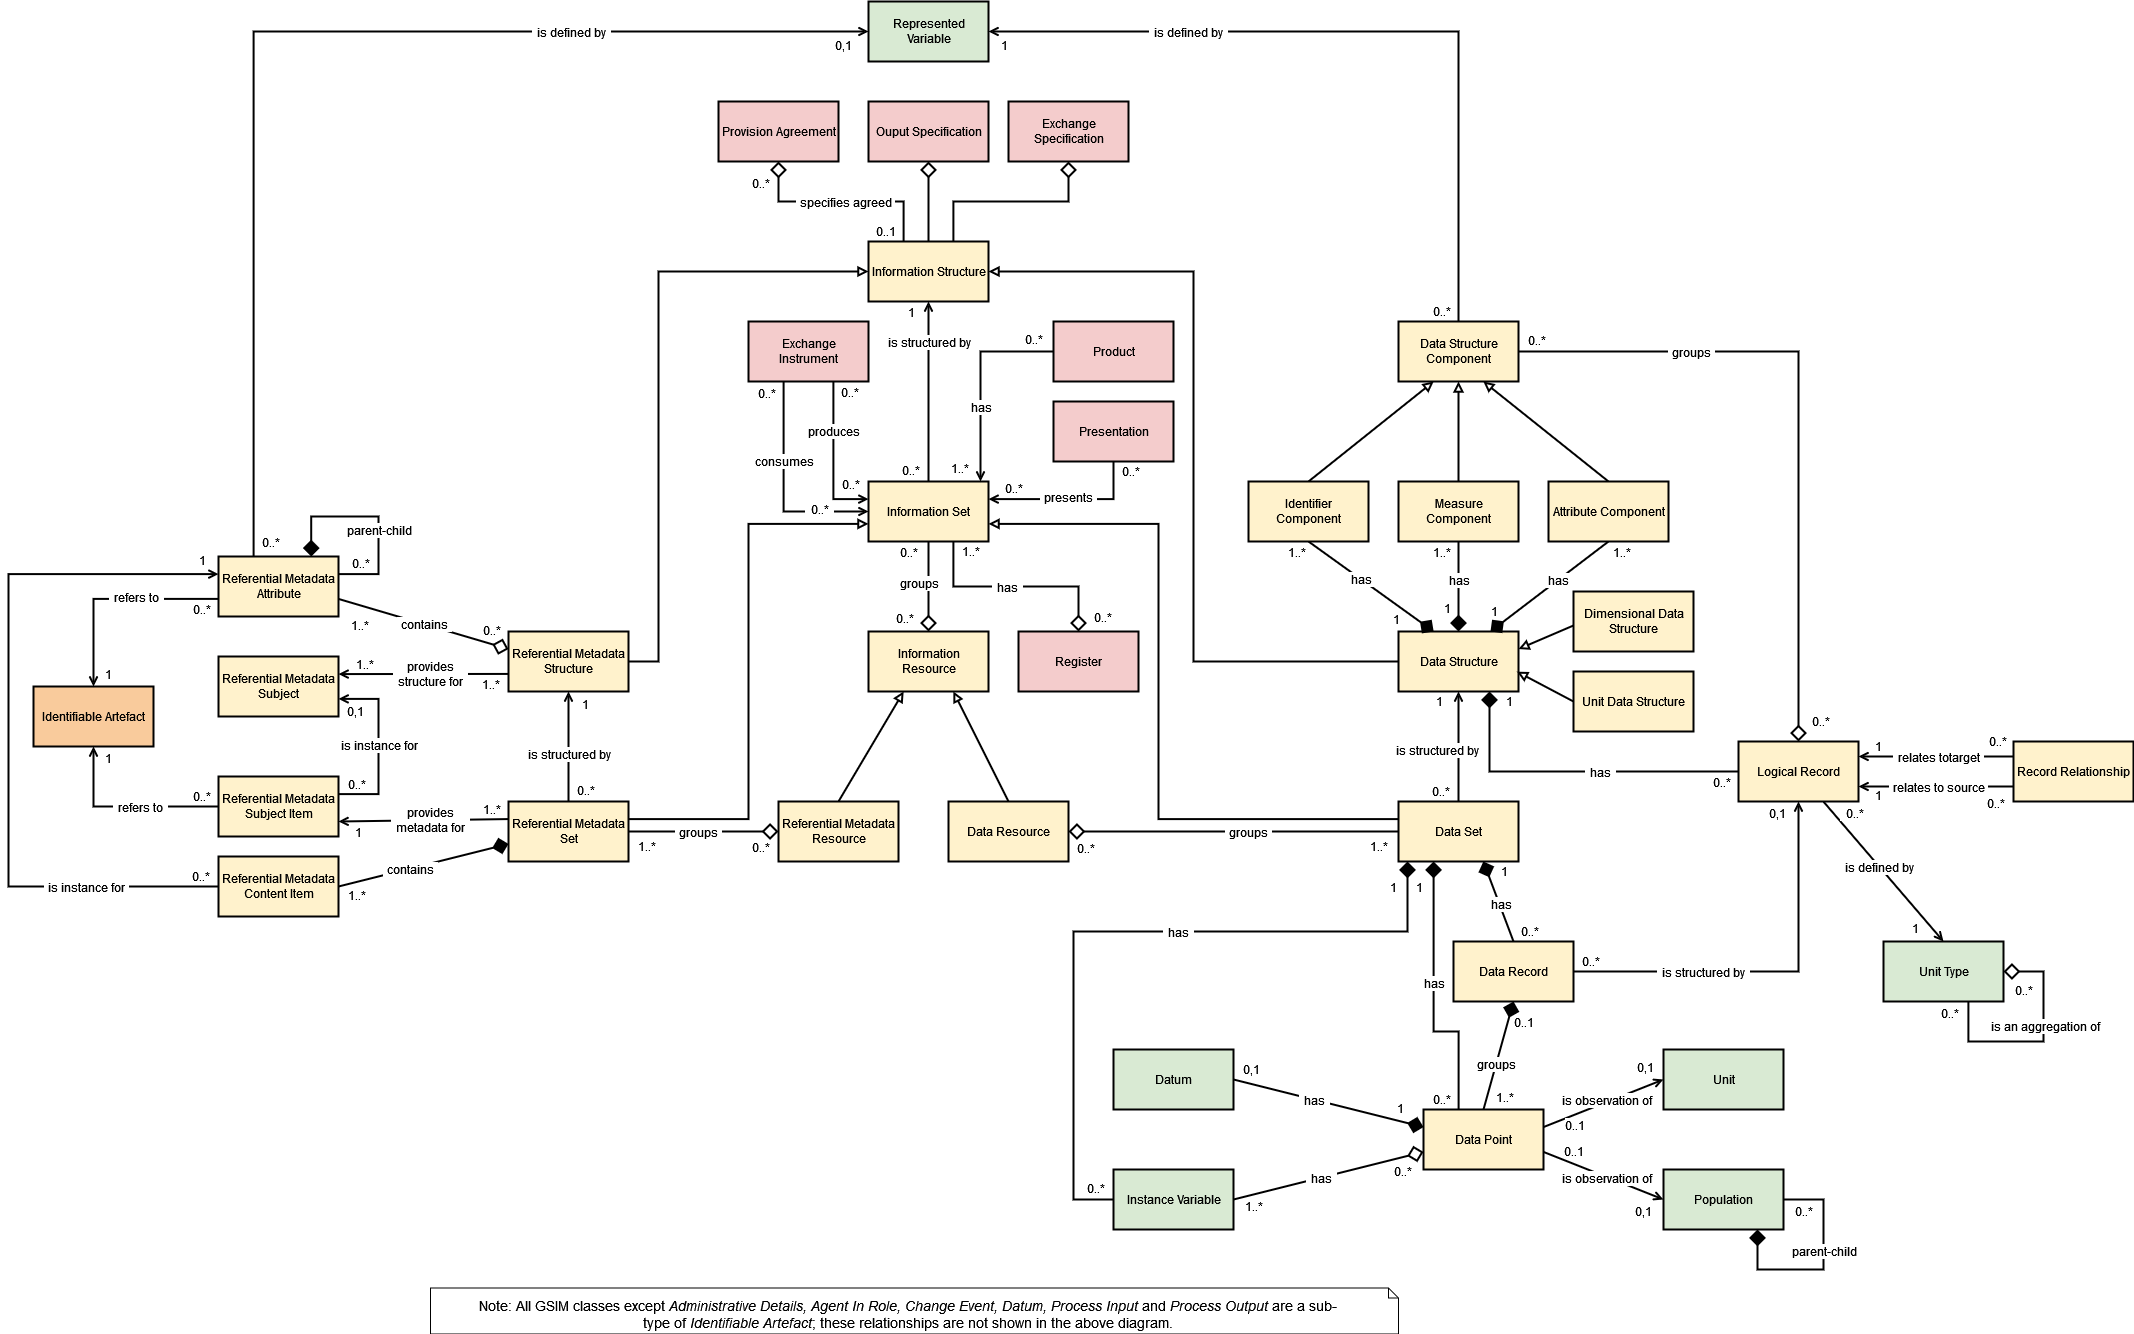 Represented
Variable
is defined by
0,1
1
is defined by
Provision Agreement
Ouput Specification
Exchange
Specification
0..*
specifies agreed
0..1
Information Structure
1
is structured by
Exchange
Instrument
0..*
0..*
produces
consumes
0..*
0..*
0..*
Product
has
1..*
Presentation
0..*
presents
0..*
0..*
Information Set
0..*
Data Structure
Component
0..*
groups
Identifier
Component
Measure
Component
Attribute Component
1..*
1..*
1..*
has
has
has
1
1
1
0..*
parent-child
0..*
1
Referential Metadata
Attribute
refers to
0..*
1..*
contains
0..*
Referential Metadata
Structure
0..*
groups
0..*
1..*
has
0..*
Information
Resource
Register
Data Structure
Dimensional Data
Structure
Unit Data Structure
1
1
1
Referential Metadata
Subject
1..*
provides
structure for
1..*
0,1
Identifiable Artefact
1
is instance for
1
is structured by
0..*
is structured by
0..*
has
0..*
0..*
Logical Record
1
relates totarget
0..*
1
relates to source
0..*
Record Relationship
refers to
0..*
Referential Metadata
Subject Item
0..*
1
provides
metadata for
1..*
Referential Metadata
Set
1..*
groups
0..*
Referential Metadata
Resource
Data Resource
0..*
groups
1..*
Data Set
0,1
0..*
is defined by
1
is instance for
0..*
Referential Metadata
Content Item
contains
1..*
1
1
1
has
has
has
0..*
Data Record
0..*
is structured by
Unit Type
0..*
0..*
is an aggregation of
0..1
groups
1..*
0..*
Datum
0,1
has
1
Data Point
is observation of
0..1
0,1
Unit
0..1
is observation of
0,1
Population
0..*
parent-child
0..*
Instance Variable
1..*
has
0..*
Note: All GSIM classes except Administrative Details, Agent In Role, Change Event, Datum, Process Input and Process Output are a sub-
type of Identifiable Artefact; these relationships are not shown in the above diagram.